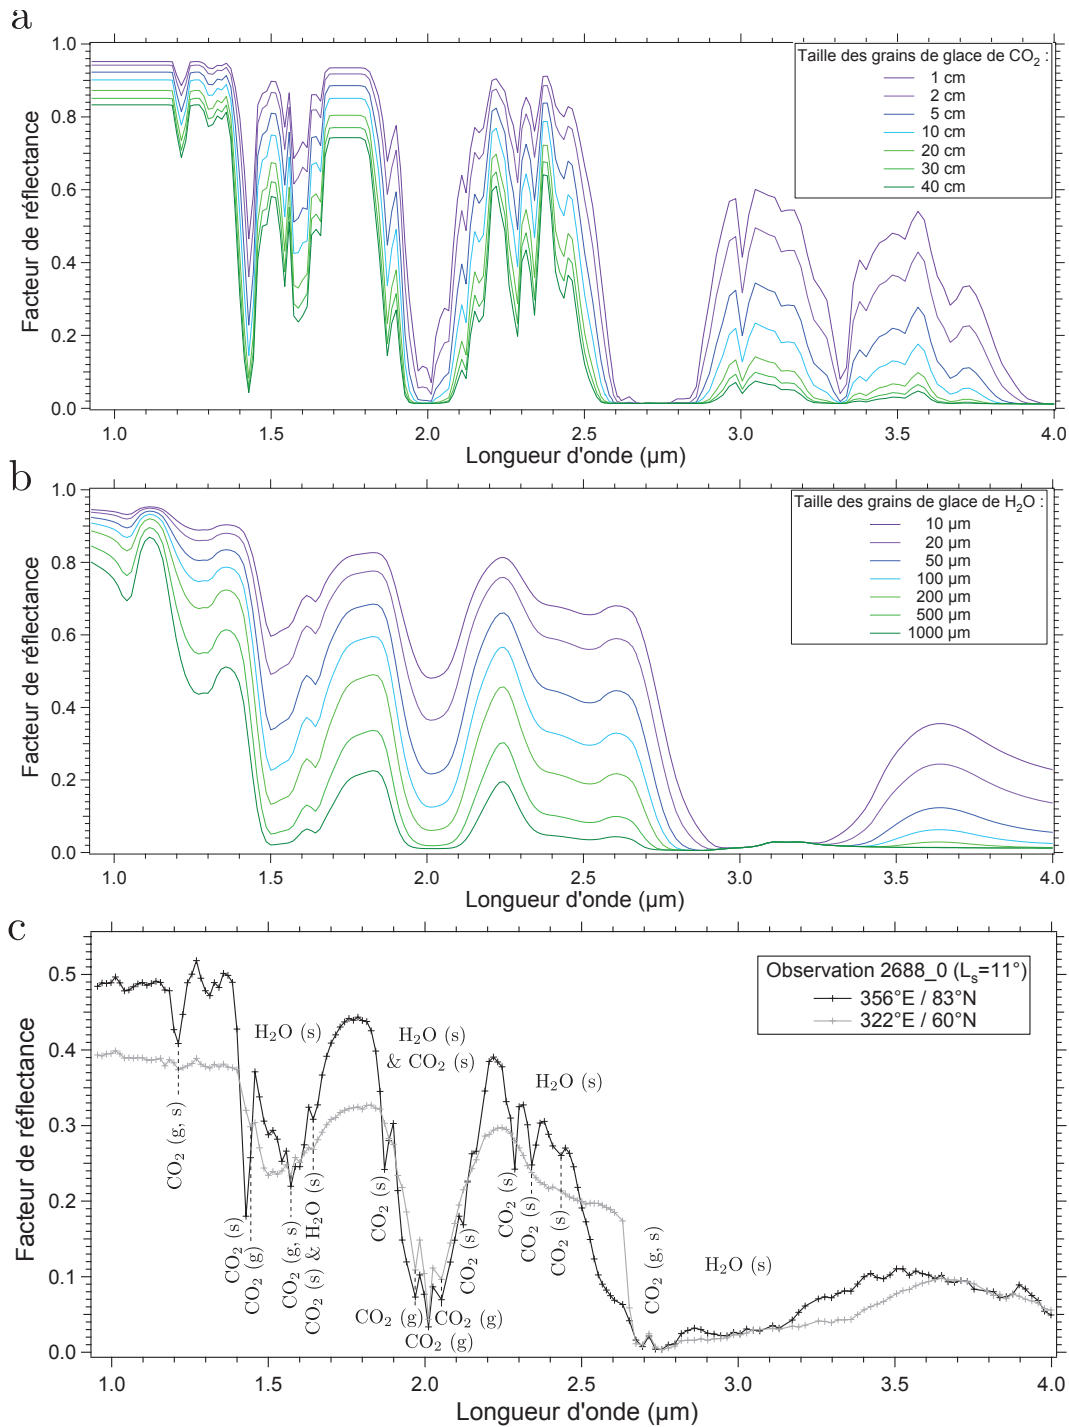 a
Facteur de réflectance
1.0
0.8
0.6
0.4
0.2
0.0
Taille des grains de glace de CO₂ :
1 cm
2 cm
5 cm
10 cm
20 cm
30 cm
40 cm
1.0 1.5 2.0 2.5 3.0 3.5 4.0
Longueur d'onde (µm)
b
Facteur de réflectance
1.0
0.8
0.6
0.4
0.2
0.0
Taille des grains de glace de H₂O :
10 µm
20 µm
50 µm
100 µm
200 µm
500 µm
1000 µm
1.0 1.5 2.0 2.5 3.0 3.5 4.0
Longueur d'onde (µm)
c
Facteur de réflectance
0.5
0.4
0.3
0.2
0.1
0.0
Observation 2688_0 (Lₛ=11°)
356°E / 83°N
322°E / 60°N
H₂O (s)
H₂O (s)
& CO₂ (s)
H₂O (s)
CO₂ (g, s)
CO₂ (s)
CO₂ (g)
CO₂ (g, s)
CO₂ (s) & H₂O (s)
CO₂ (s)
CO₂ (g)
CO₂ (g)
CO₂ (g)
CO₂ (s)
CO₂ (s)
CO₂ (s)
CO₂ (s)
CO₂ (g, s)
H₂O (s)
1.0 1.5 2.0 2.5 3.0 3.5 4.0
Longueur d'onde (µm)